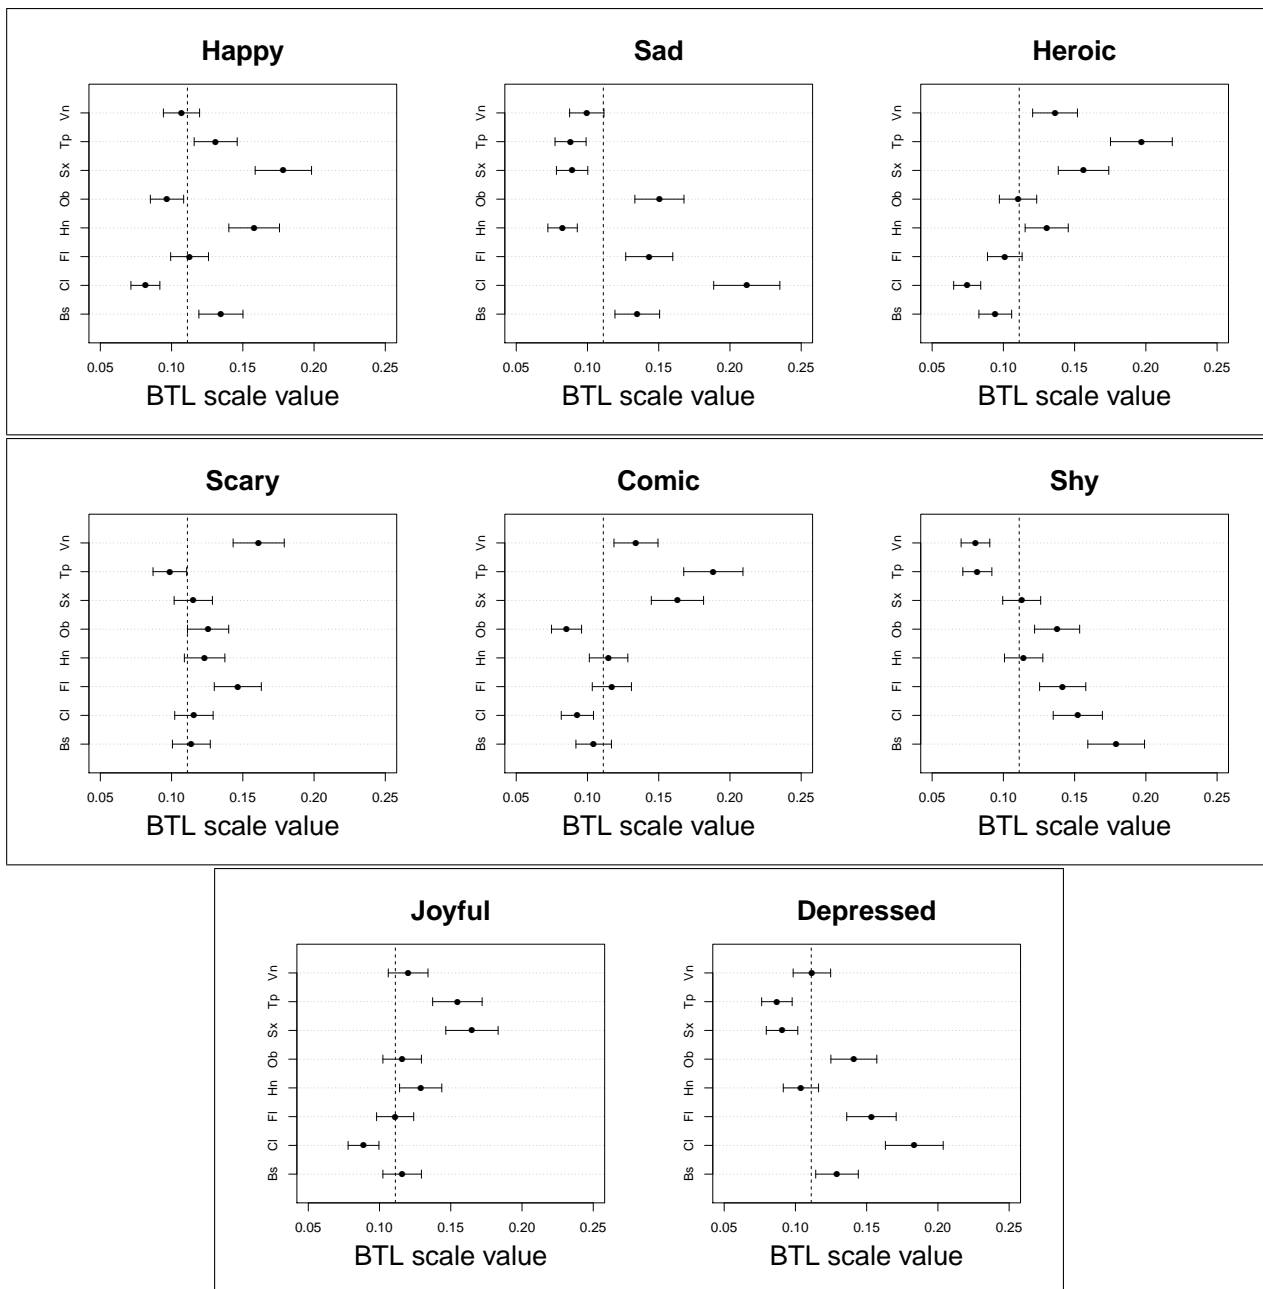 Happy Sad Heroic
Vn Vn Vn
Tp Tp Tp
Sx Sx Sx
Ob Ob Ob
Hn Hn Hn
Fl Fl Fl
Cl Cl Cl
Bs Bs Bs
0.05 0.10 0.15 0.20 0.25 0.05 0.10 0.15 0.20 0.25 0.05 0.10 0.15 0.20 0.25
BTL scale value BTL scale value BTL scale value
Scary Comic Shy
Vn Vn Vn
Tp Tp Tp
Sx Sx Sx
Ob Ob Ob
Hn Hn Hn
Fl Fl Fl
Cl Cl Cl
Bs Bs Bs
0.05 0.10 0.15 0.20 0.25 0.05 0.10 0.15 0.20 0.25 0.05 0.10 0.15 0.20 0.25
BTL scale value BTL scale value BTL scale value
Joyful Depressed
Vn Vn
Tp Tp
Sx Sx
Ob Ob
Hn Hn
Fl Fl
Cl Cl
Bs Bs
0.05 0.10 0.15 0.20 0.25 0.05 0.10 0.15 0.20 0.25
BTL scale value BTL scale value